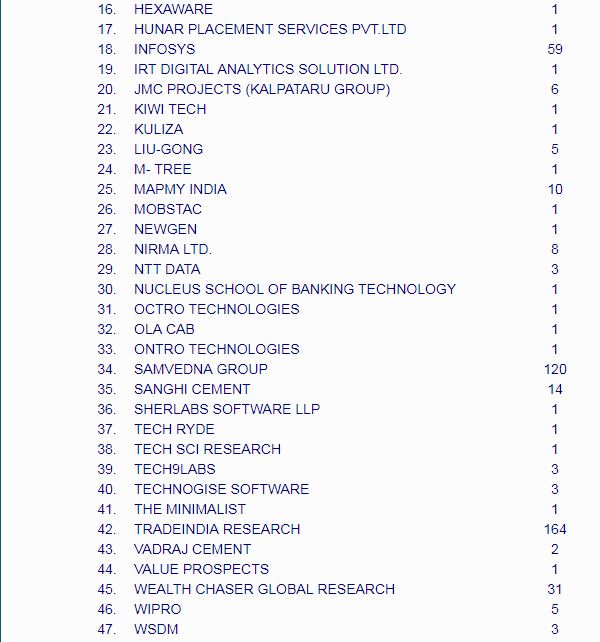 16. HEXAWARE 1
17. HUNAR PLACEMENT SERVICES PVT.LTD 1
18. INFOSYS 59
19. IRT DIGITAL ANALYTICS SOLUTION LTD. 1
20. JMC PROJECTS (KALPATARU GROUP) 6
21. KIWI TECH 1
22. KULIZA 1
23. LIU-GONG 5
24. M- TREE 1
25. MAPMY INDIA 10
26. MOBSTAC 1
27. NEWGEN 1
28. NIRMA LTD. 8
29. NTT DATA 3
30. NUCLEUS SCHOOL OF BANKING TECHNOLOGY 1
31. OCTRO TECHNOLOGIES 1
32. OLA CAB 1
33. ONTRO TECHNOLOGIES 1
34. SAMVEDNA GROUP 120
35. SANGHI CEMENT 14
36. SHERLABS SOFTWARE LLP 1
37. TECH RYDE 1
38. TECH SCI RESEARCH 1
39. TECH9LABS 3
40. TECHNOGISE SOFTWARE 3
41. THE MINIMALIST 1
42. TRADEINDIA RESEARCH 164
43. VADRAJ CEMENT 2
44. VALUE PROSPECTS 1
45. WEALTH CHASER GLOBAL RESEARCH 31
46. WIPRO 5
47. WSDM 3